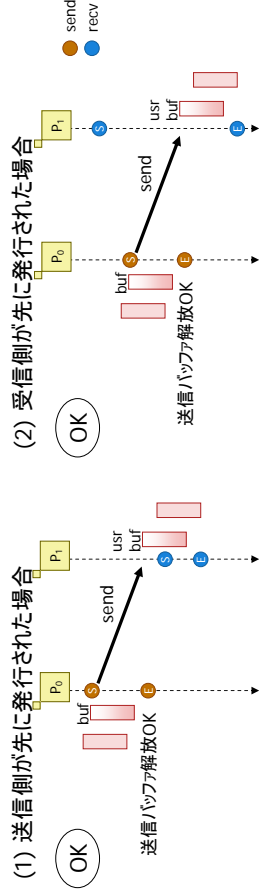 (1) 送信側が先に発行された場合
OK
P0
P1
S
buf
send
usr
buf
S
E
E
送信バッファ解放OK
(2) 受信側が先に発行された場合
OK
P0
P1
send
recv
S
S
buf
send
usr
buf
E
E
送信バッファ解放OK